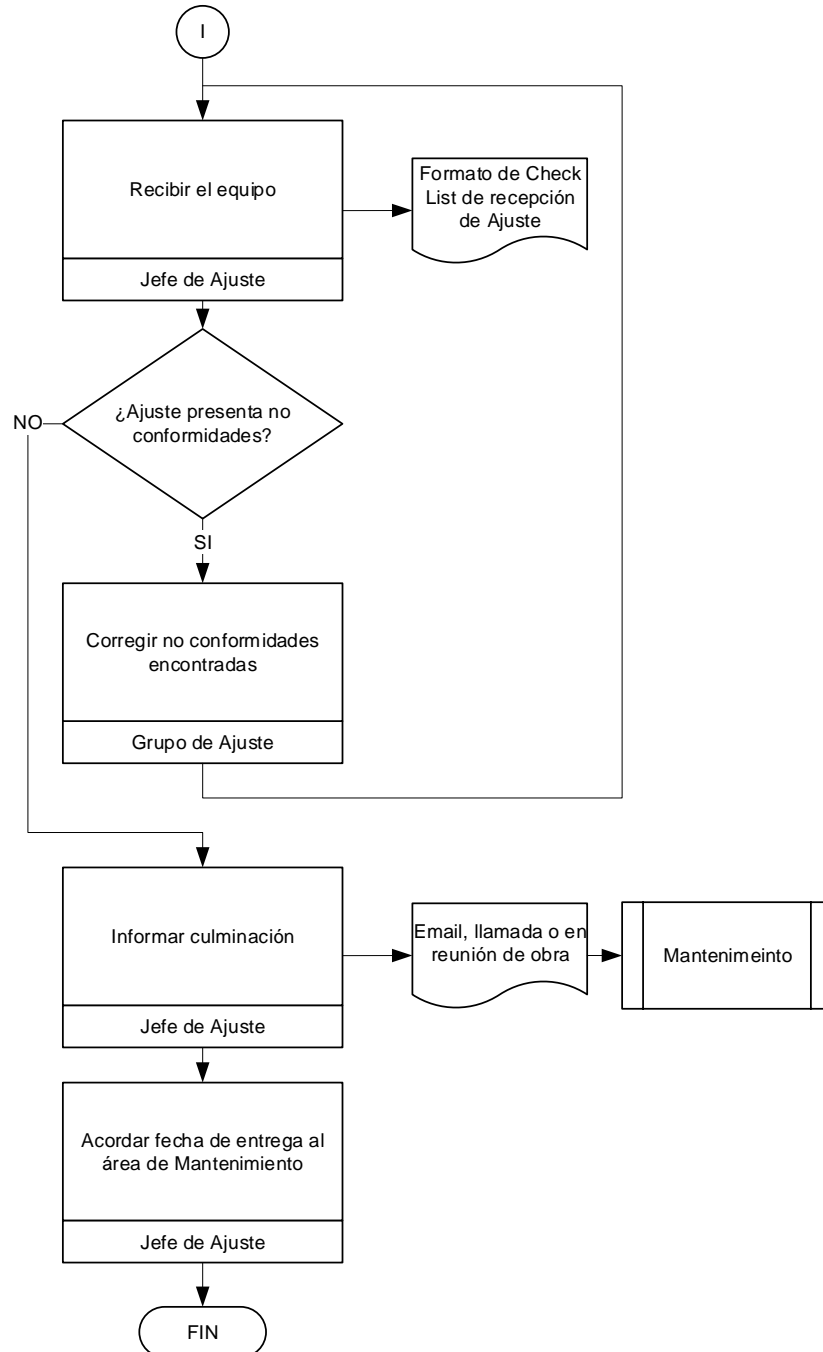 I
Recibir el equipo
Jefe de Ajuste
Formato de Check
List de recepción
de Ajuste
¿Ajuste presenta no
conformidades?
NO
SI
Corregir no conformidades
encontradas
Grupo de Ajuste
Informar culminación
Jefe de Ajuste
Email, llamada o en
reunión de obra
Mantenimeinto
Acordar fecha de entrega al
área de Mantenimiento
Jefe de Ajuste
FIN